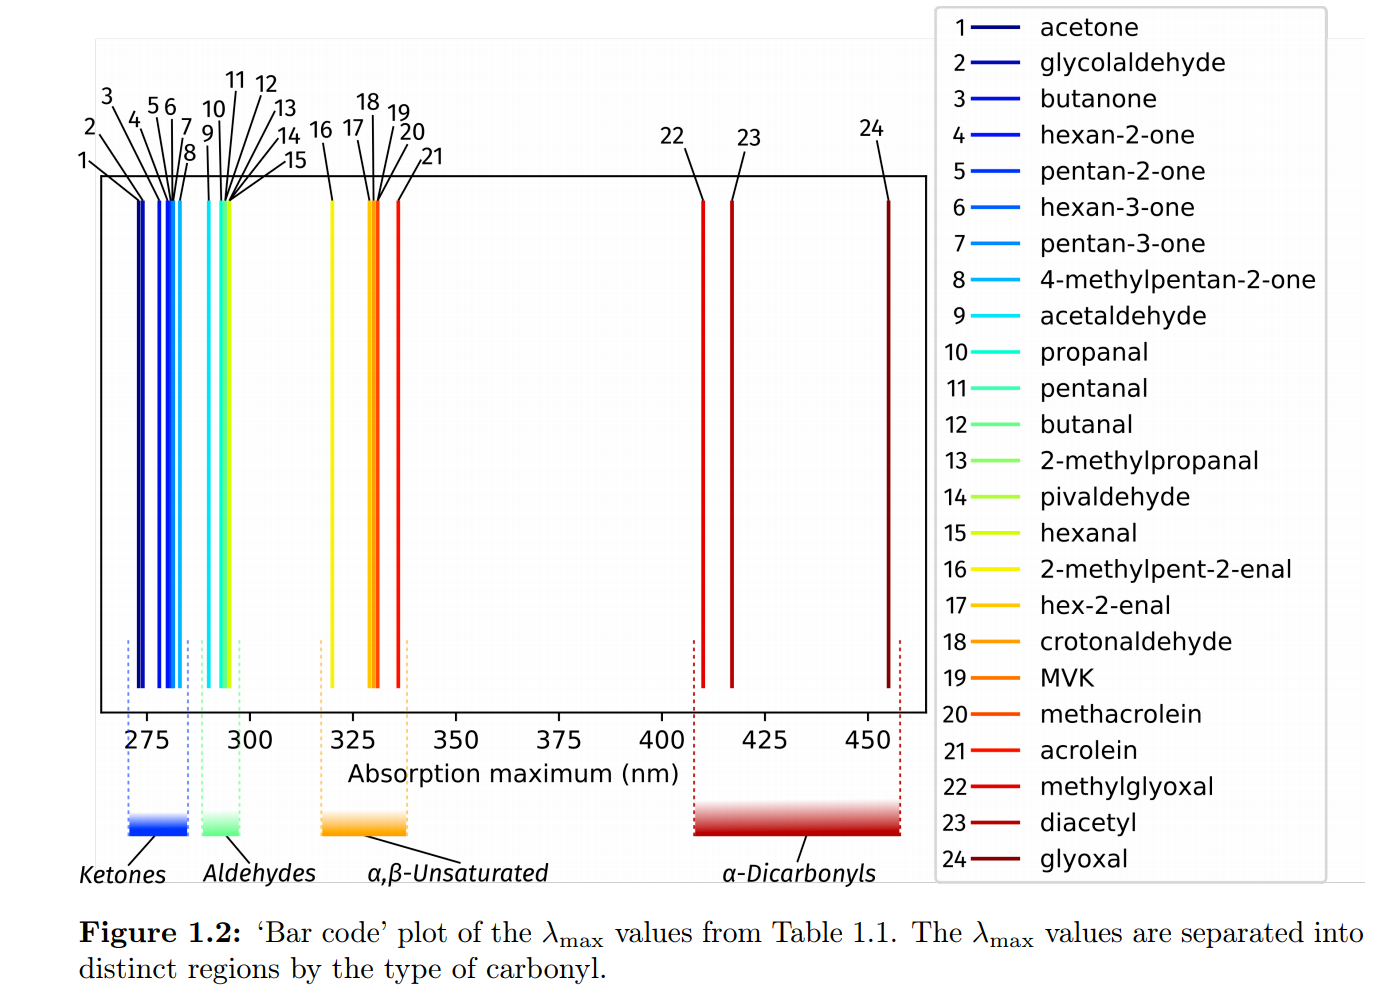 1 acetone
2 glycolaldehyde
3 butanone
4 hexan-2-one
5 pentan-2-one
6 hexan-3-one
7 pentan-3-one
8 4-methylpentan-2-one
9 acetaldehyde
10 propanal
11 pentanal
12 butanal
13 2-methylpropanal
14 pivaldehyde
15 hexanal
16 2-methylpent-2-enal
17 hex-2-enal
18 crotonaldehyde
19 MVK
20 methacrolein
21 acrolein
22 methylglyoxal
23 diacetyl
24 glyoxal
1 2 3 4 5 6 7 8 9 10 11 12 13 14 15 16 17 18 19 20 21 22 23 24
275 300 325 350 375 400 425 450
Absorption maximum (nm)
Ketones Aldehydes α,β-Unsaturated α-Dicarbonyls
Figure 1.2: ‘Bar code’ plot of the λmax values from Table 1.1. The λmax values are separated into
distinct regions by the type of carbonyl.